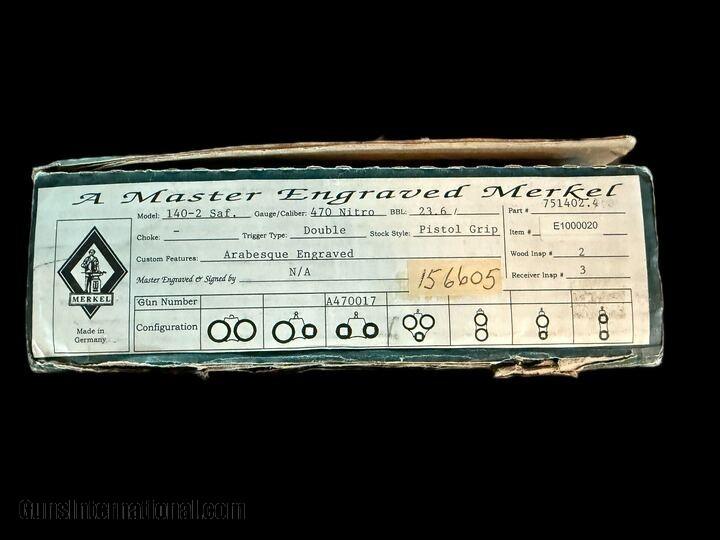 A Master Engraved Merkel
Model: 140-2 Saf. Gauge/Caliber: 470 Nitro BBL: 23.6/ Part # 751402.4
Choke: - Trigger Type: Double Stock Style: Pistol Grip Item # E1000020
Custom Features: Arabesque Engraved Wood Insp # 2
Master Engraved & Signed by N/A 156605 Receiver Insp # 3
MERKEL
Made in
Germany
Gun Number A470017
Configuration
GunsInternational.com